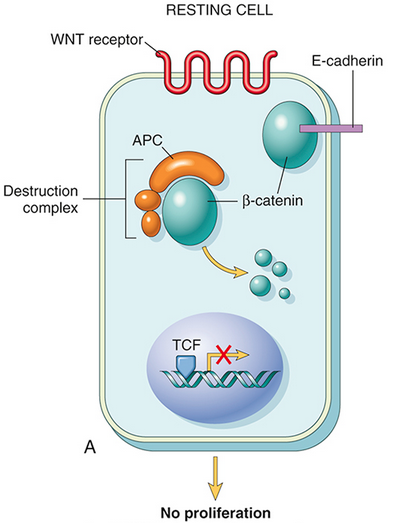 RESTING CELL
WNT receptor
E-cadherin
APC
Destruction
complex
β-catenin
TCF
A
No proliferation